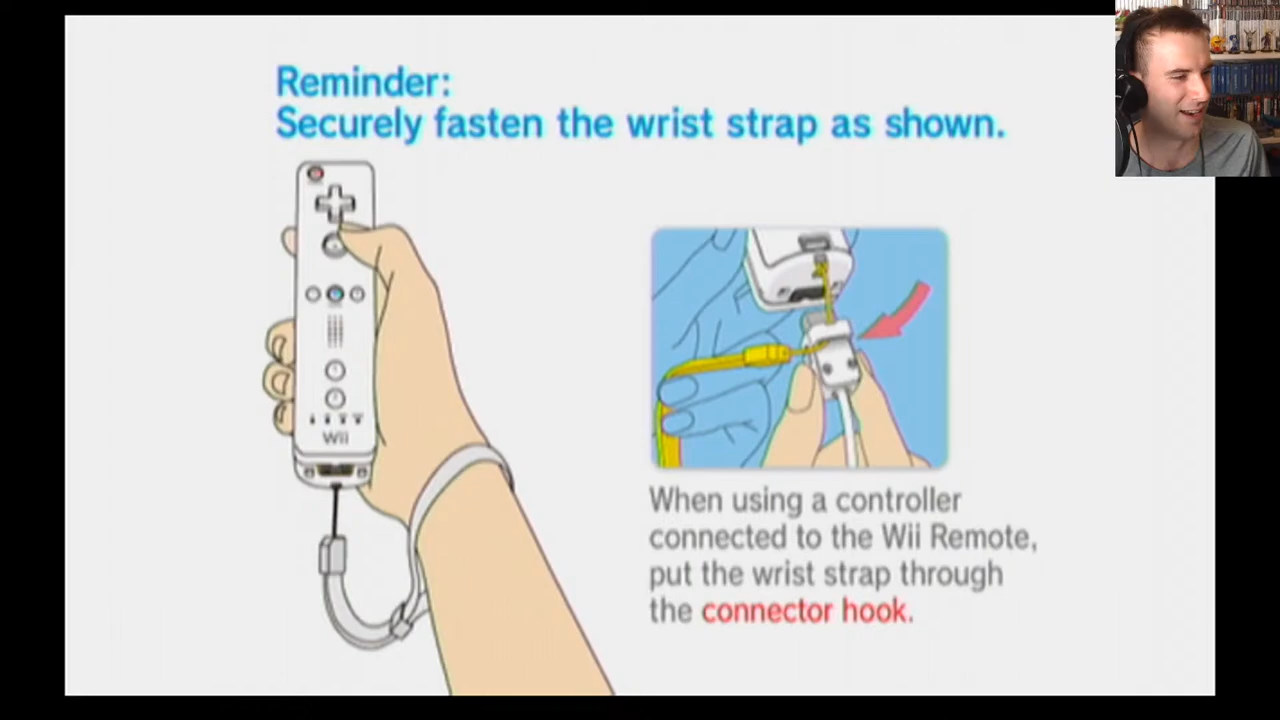 Reminder:
Securely fasten the wrist strap as shown.
Wii
When using a controller
connected to the Wii Remote,
put the wrist strap through
the connector hook.